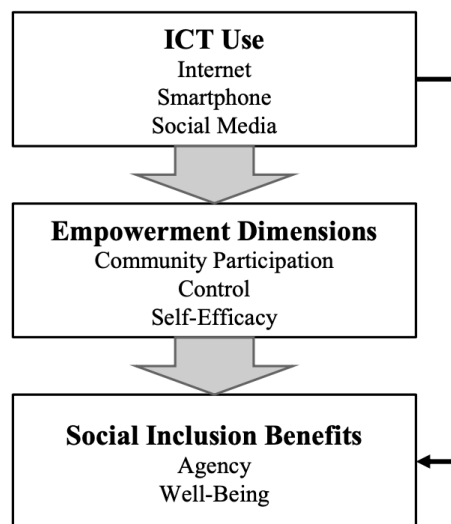 ICT Use
Internet
Smartphone
Social Media
Empowerment Dimensions
Community Participation
Control
Self-Efficacy
Social Inclusion Benefits
Agency
Well-Being